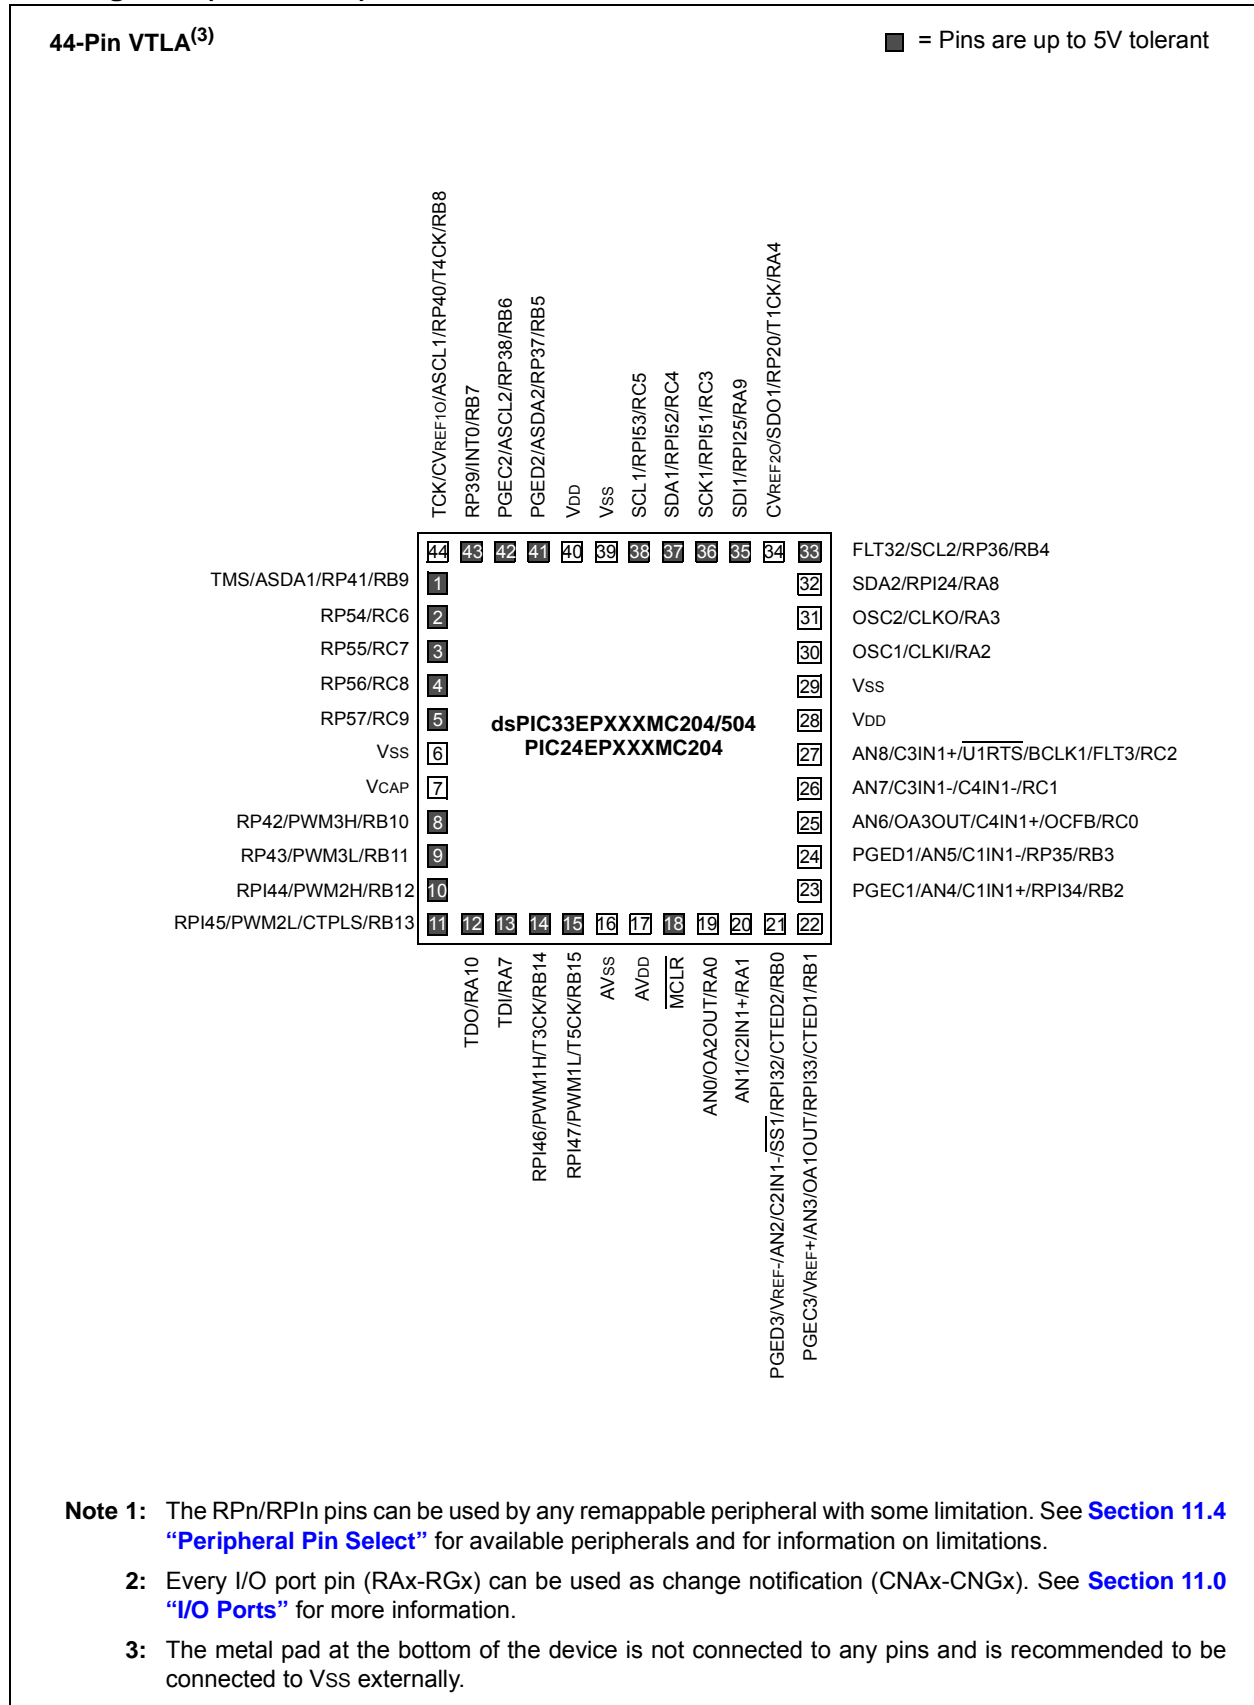 44-Pin VTLA(3)
= Pins are up to 5V tolerant
TCK/CVREF1O/ASCL1/RP40/T4CK/RB8
RP39/INT0/RB7
PGEC2/ASCL2/RP38/RB6
PGED2/ASDA2/RP37/RB5
VDD
VSS
SCL1/RPI53/RC5
SDA1/RPI52/RC4
SCK1/RPI51/RC3
SDI1/RPI25/RA9
CVREF2O/SDO1/RP20/T1CK/RA4
44 43 42 41 40 39 38 37 36 35 34 33 FLT32/SCL2/RP36/RB4
TMS/ASDA1/RP41/RB9 1
32 SDA2/RPI24/RA8
RP54/RC6 2
31 OSC2/CLKO/RA3
RP55/RC7 3
30 OSC1/CLKI/RA2
RP56/RC8 4
29 VSS
RP57/RC9 5
28 VDD
dsPIC33EPXXXMC204/504
PIC24EPXXXMC204
VSS 6
27 AN8/C3IN1+/U1RTS/BCLK1/FLT3/RC2
VCAP 7
26 AN7/C3IN1-/C4IN1-/RC1
RP42/PWM3H/RB10 8
25 AN6/OA3OUT/C4IN1+/OCFB/RC0
RP43/PWM3L/RB11 9
24 PGED1/AN5/C1IN1-/RP35/RB3
RPI44/PWM2H/RB12 10
23 PGEC1/AN4/C1IN1+/RPI34/RB2
RPI45/PWM2L/CTPLS/RB13 11 12 13 14 15 16 17 18 19 20 21 22
TDO/RA10
TDI/RA7
RPI46/PWM1H/T3CK/RB14
RPI47/PWM1L/T5CK/RB15
AVSS
AVDD
MCLR
AN0/OA2OUT/RA0
AN1/C2IN1+/RA1
PGED3/VREF-/AN2/C2IN1-/SS1/RPI32/CTED2/RB0
PGEC3/VREF+/AN3/OA1OUT/RPI33/CTED1/RB1
Note 1: The RPn/RPIn pins can be used by any remappable peripheral with some limitation. See Section 11.4
“Peripheral Pin Select” for available peripherals and for information on limitations.
2: Every I/O port pin (RAx-RGx) can be used as change notification (CNAx-CNGx). See Section 11.0
“I/O Ports” for more information.
3: The metal pad at the bottom of the device is not connected to any pins and is recommended to be
connected to VSS externally.